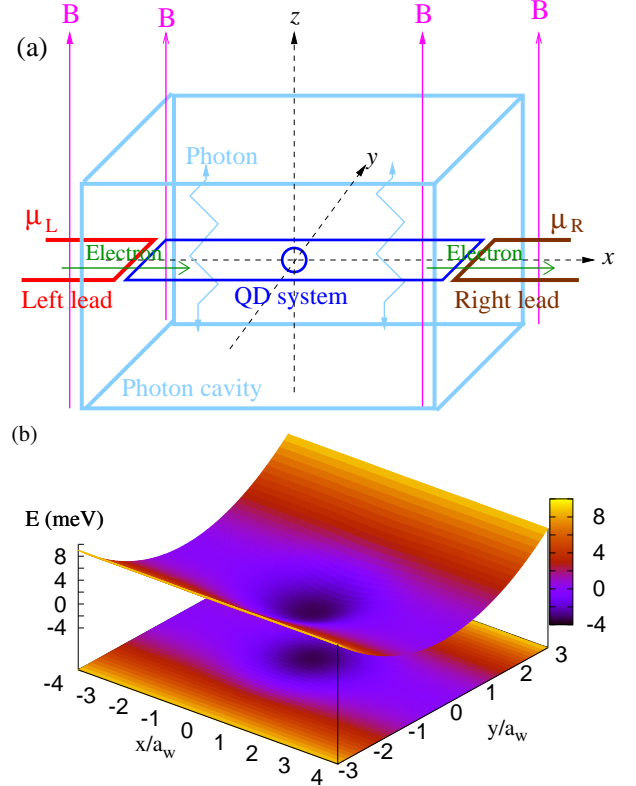 B B z B B
(a)
Photon
y
μL μR
Electron Electron
x
Left lead QD system Right lead
Photon cavity
(b)
E (meV)
8
4
0
-4
8
4
0
-4
-4 -3 -2 -1 0 1 2 3 4
x/aw
-3 -2 -1 0 1 2 3
y/aw